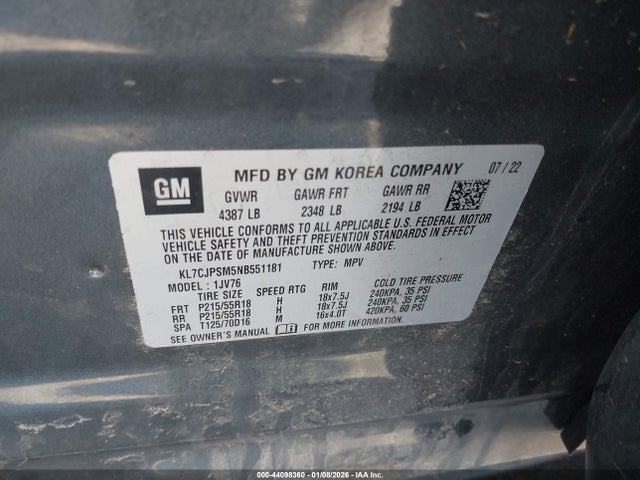 GM
MFD BY GM KOREA COMPANY 07 / 22
GVWR GAWR FRT GAWR RR
4387 LB 2348 LB 2194 LB
THIS VEHICLE CONFORMS TO ALL APPLICABLE U.S. FEDERAL MOTOR
VEHICLE SAFETY AND THEFT PREVENTION STANDARDS IN EFFECT
ON THE DATE OF MANUFACTURE SHOWN ABOVE.
KL7CJPSM5NB551181 TYPE: MPV
MODEL : 1JV76
TIRE SIZE SPEED RTG RIM COLD TIRE PRESSURE
FRT P215/55R18 H 18x7.5J 240KPA, 35 PSI
RR P215/55R18 H 18x7.5J 240KPA, 35 PSI
SPA T125/70D16 M 16x4.0T 420KPA, 60 PSI
SEE OWNER'S MANUAL FOR MORE INFORMATION.
000-44098360 - 01/08/2026 - IAA Inc.